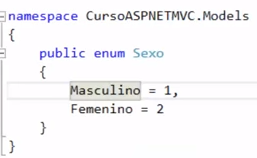 namespace CursoASPNETMVC.Models
{
public enum Sexo
{
Masculino = 1,
Femenino = 2
}
}